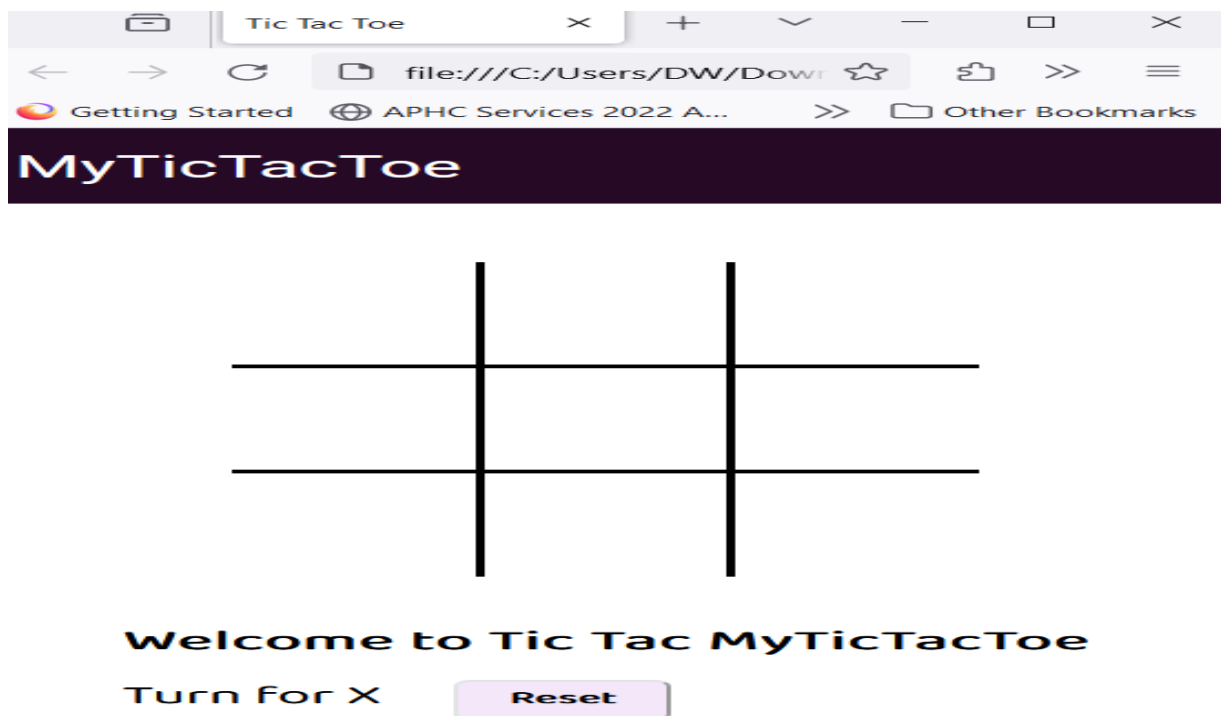 Tic Tac Toe
file:///C:/Users/DW/Dow
Getting Started APHC Services 2022 A... Other Bookmarks
MyTicTacToe
Welcome to Tic Tac MyTicTacToe
Turn for X Reset